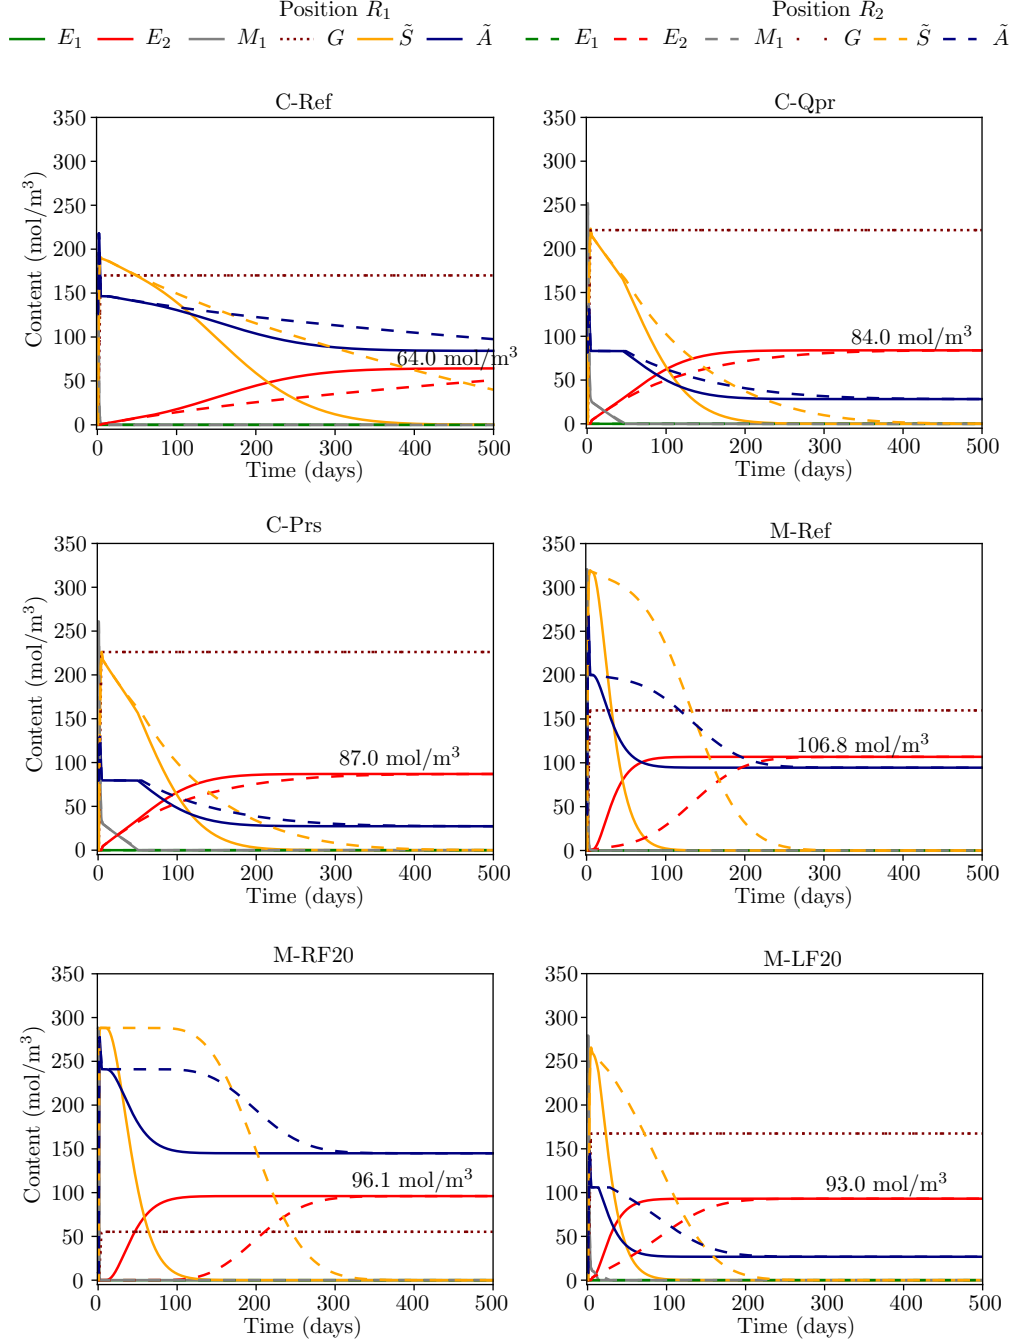 Position R₁ Position R₂
E₁ E₂ M₁ G S̃ Ã E₁ E₂ M₁ G S̃ Ã
C-Ref
350
300
250
200
150
100
50
0
Content (mol/m³)
64.0 mol/m³
0 100 200 300 400 500
Time (days)
C-Qpr
350
300
250
200
150
100
50
0
84.0 mol/m³
0 100 200 300 400 500
Time (days)
C-Prs
350
300
250
200
150
100
50
0
Content (mol/m³)
87.0 mol/m³
0 100 200 300 400 500
Time (days)
M-Ref
350
300
250
200
150
100
50
0
106.8 mol/m³
0 100 200 300 400 500
Time (days)
M-RF20
350
300
250
200
150
100
50
0
Content (mol/m³)
96.1 mol/m³
0 100 200 300 400 500
Time (days)
M-LF20
350
300
250
200
150
100
50
0
93.0 mol/m³
0 100 200 300 400 500
Time (days)